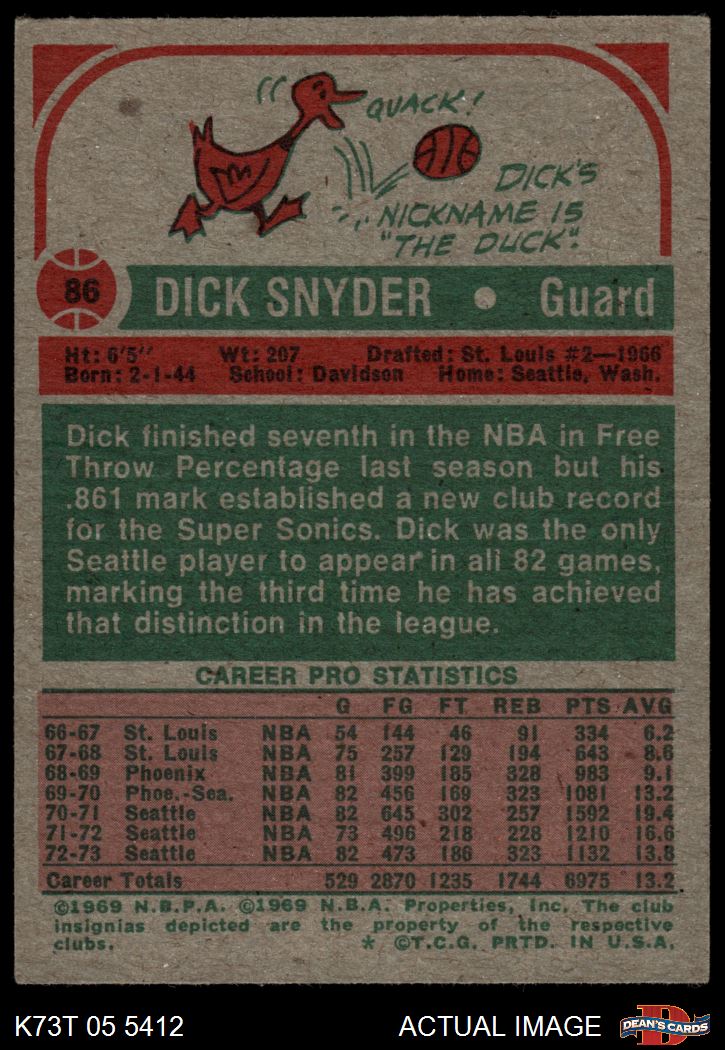 QUACK!
DICK'S
NICKNAME IS
"THE DUCK".
86 DICK SNYDER • Guard
Ht: 6'5" Wt: 207 Drafted: St. Louis #2—1966
Born: 2-1-44 School: Davidson Home: Seattle, Wash.
Dick finished seventh in the NBA in Free
Throw Percentage last season but his
.861 mark established a new club record
for the Super Sonics. Dick was the only
Seattle player to appear in all 82 games,
marking the third time he has achieved
that distinction in the league.
CAREER PRO STATISTICS
G FG FT REB PTS AVG
66-67 St. Louis NBA 54 144 46 91 334 6.2
67-68 St. Louis NBA 75 257 129 194 643 8.6
68-69 Phoenix NBA 81 399 185 328 983 9.1
69-70 Phoe.-Sea. NBA 82 456 169 323 1081 13.2
70-71 Seattle NBA 82 645 302 257 1592 19.4
71-72 Seattle NBA 73 496 218 228 1210 16.6
72-73 Seattle NBA 82 473 186 323 1132 13.8
Career Totals 529 2870 1235 1744 6975 13.2
©1969 N.B.P.A. ©1969 N.B.A. Properties, Inc. The club
insignias depicted are the property of the respective
clubs. * ©T.C.G. PRTD. IN U.S.A.
K73T 05 5412 ACTUAL IMAGE D DEAN'S CARDS